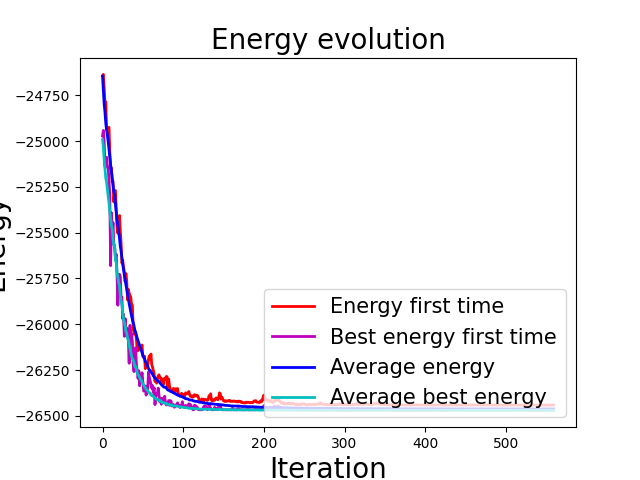 Energy evolution
Energy
−24750
−25000
−25250
−25500
−25750
−26000
−26250
−26500
0
100
200
300
400
500
Iteration
Energy first time
Best energy first time
Average energy
Average best energy